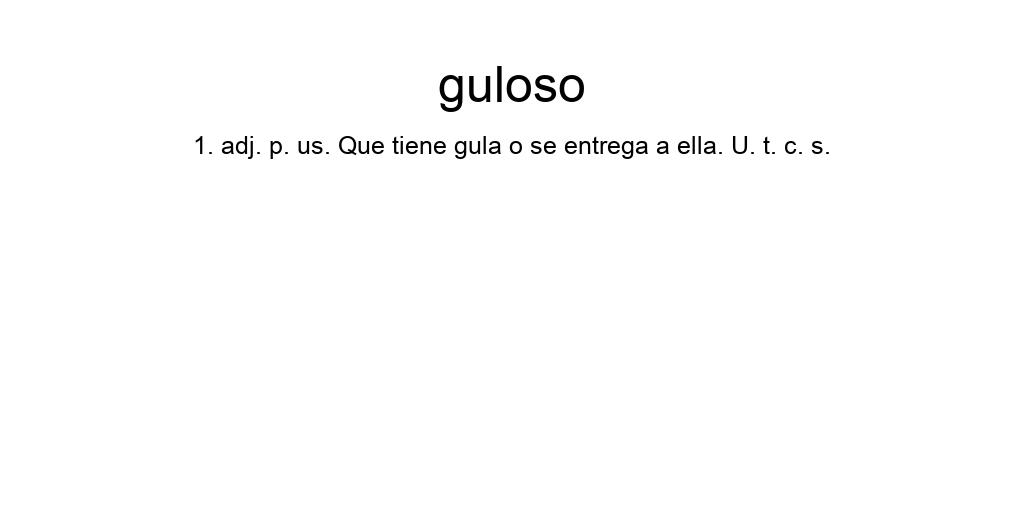 guloso
1. adj. p. us. Que tiene gula o se entrega a ella. U. t. c. s.